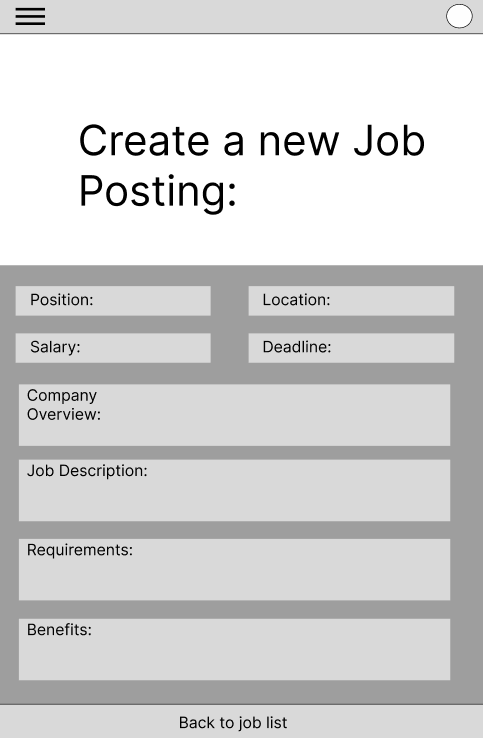 Create a new Job
Posting:
Position:
Location:
Salary:
Deadline:
Company
Overview:
Job Description:
Requirements:
Benefits:
Back to job list